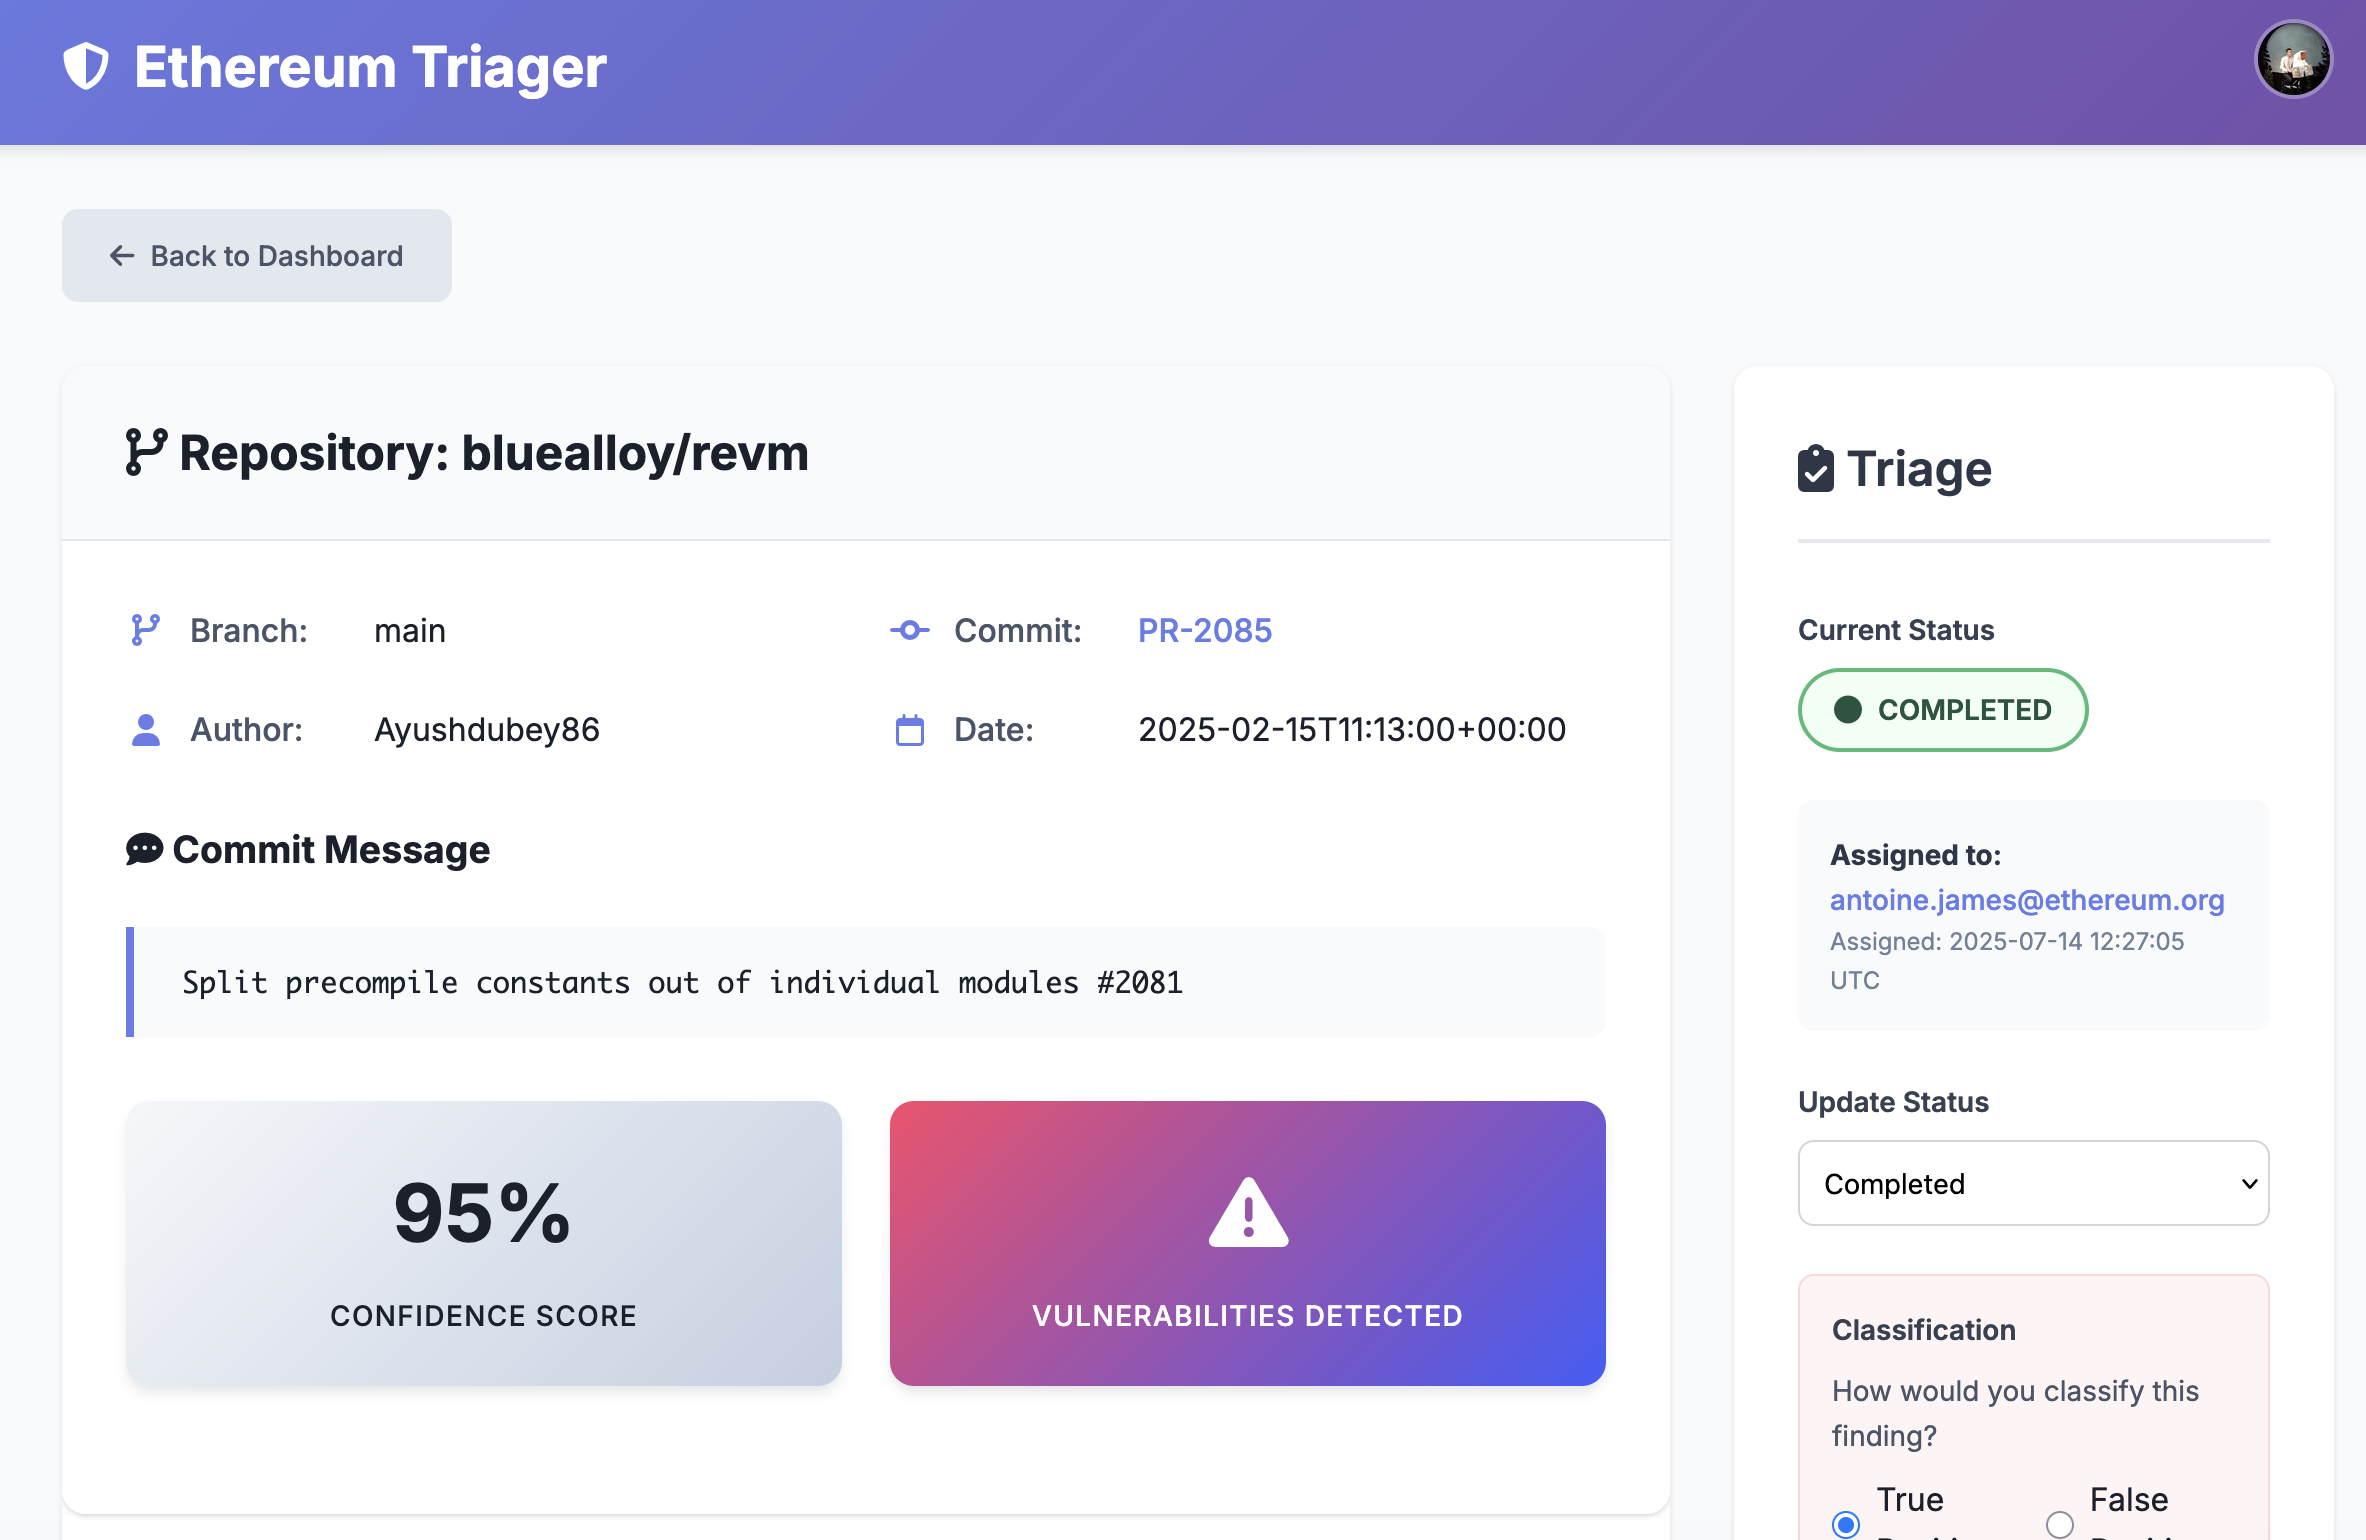 Ethereum Triager
Back to Dashboard
Repository: bluealloy/revm
Branch: main
Commit: PR-2085
Author: Ayushdubey86
Date: 2025-02-15T11:13:00+00:00
Commit Message
Split precompile constants out of individual modules #2081
95%
CONFIDENCE SCORE
VULNERABILITIES DETECTED
Triage
Current Status
COMPLETED
Assigned to:
antoine.james@ethereum.org
Assigned: 2025-07-14 12:27:05
UTC
Update Status
Completed
Classification
How would you classify this
finding?
True
False